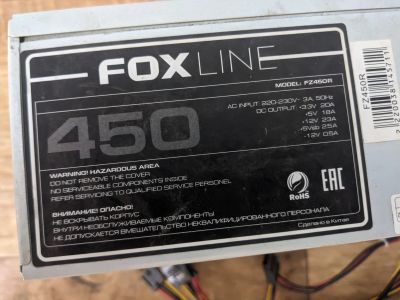 FOXLINE
MODEL: FZ450R
450
AC INPUT: 220-230V~ 3A, 50Hz
DC OUTPUT: +3.3V 20A
+5V 18A
+12V 23A
+5Vsb 2.5A
-12V 0.5A
WARNING! HAZARDOUS AREA
DO NOT REMOVE THE COVER
NO SERVICEABLE COMPONENTS INSIDE
REFER SERVICING TO QUALIFIED SERVICE PERSONEL
ВНИМАНИЕ: ОПАСНО!
НЕ ВСКРЫВАТЬ КОРПУС
ВНУТРИ НЕОБСЛУЖИВАЕМЫЕ КОМПОНЕНТЫ
НЕ ДОПУСКАЕТСЯ ВМЕШАТЕЛЬСТВО НЕКВАЛИФИЦИРОВАННОГО ПЕРСОНАЛА
RoHS
EAC
Сделано в Китае
FZ450R